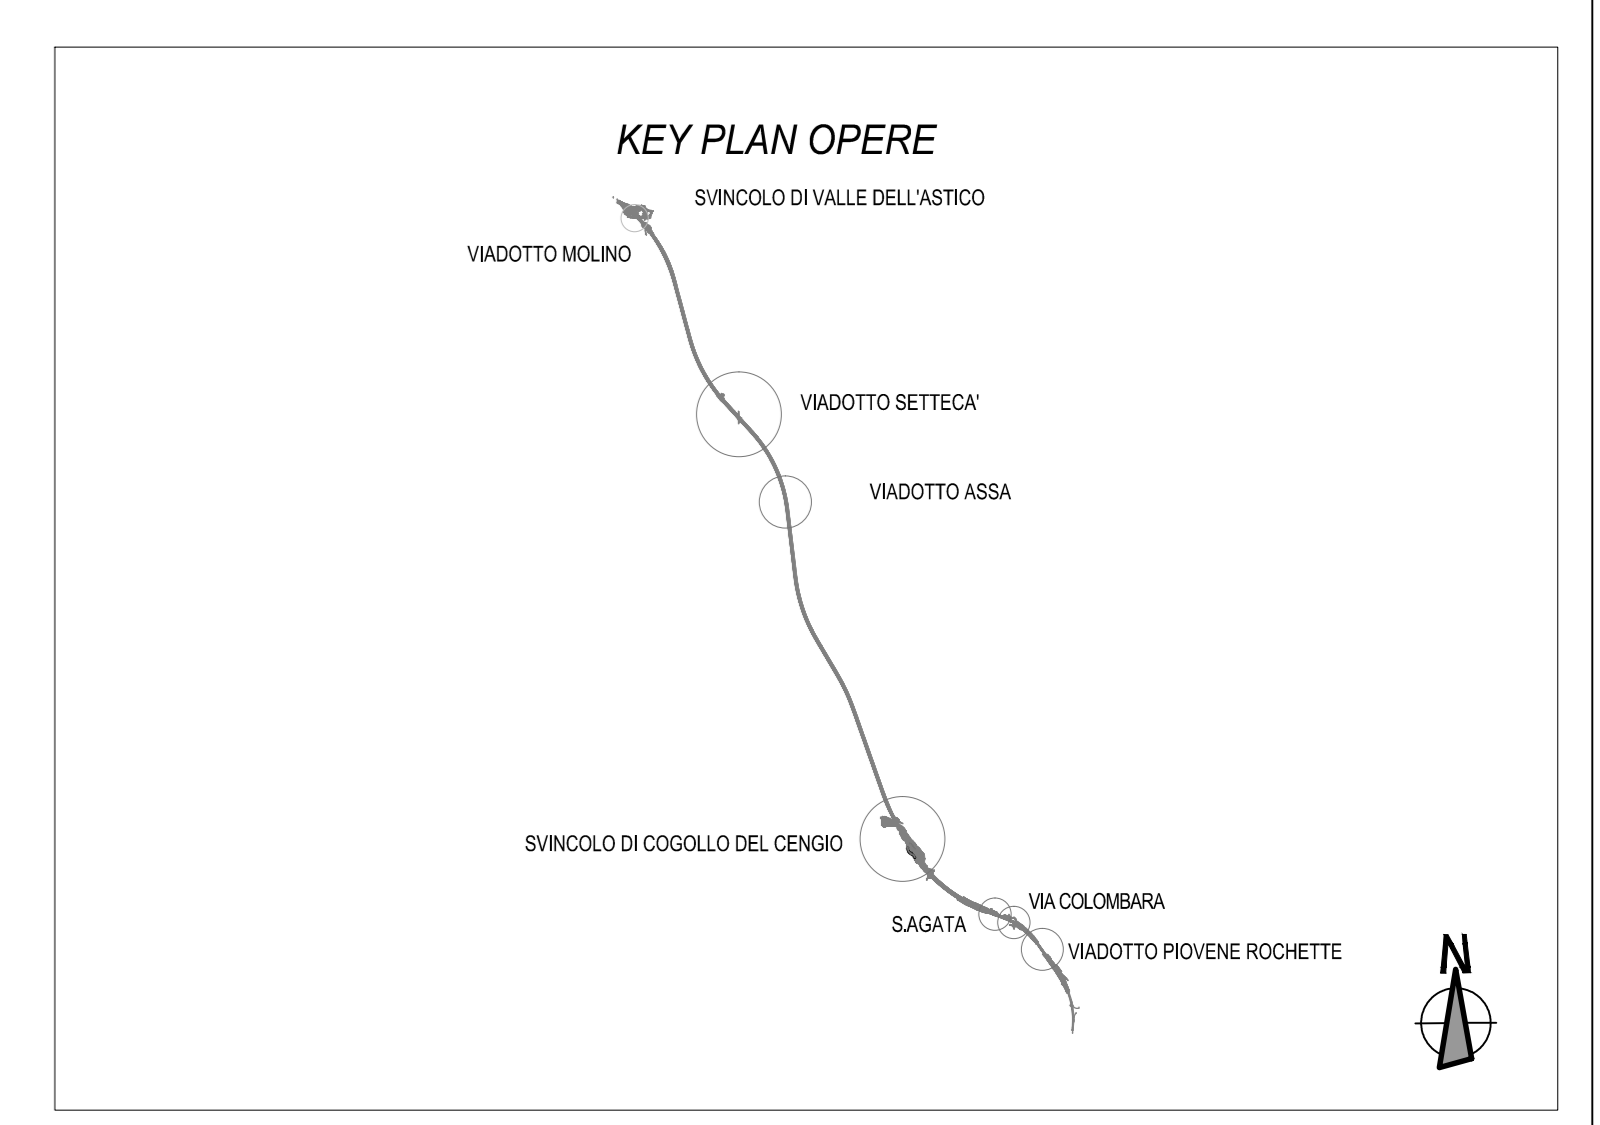 KEY PLAN OPERE
SVINCOLO DI VALLE DELL'ASTICO
VIADOTTO MOLINO
VIADOTTO SETTECA'
VIADOTTO ASSA
SVINCOLO DI COGOLLO DEL CENGIO
VIA COLOMBARA
S.AGATA
VIADOTTO PIOVENE ROCHETTE
N